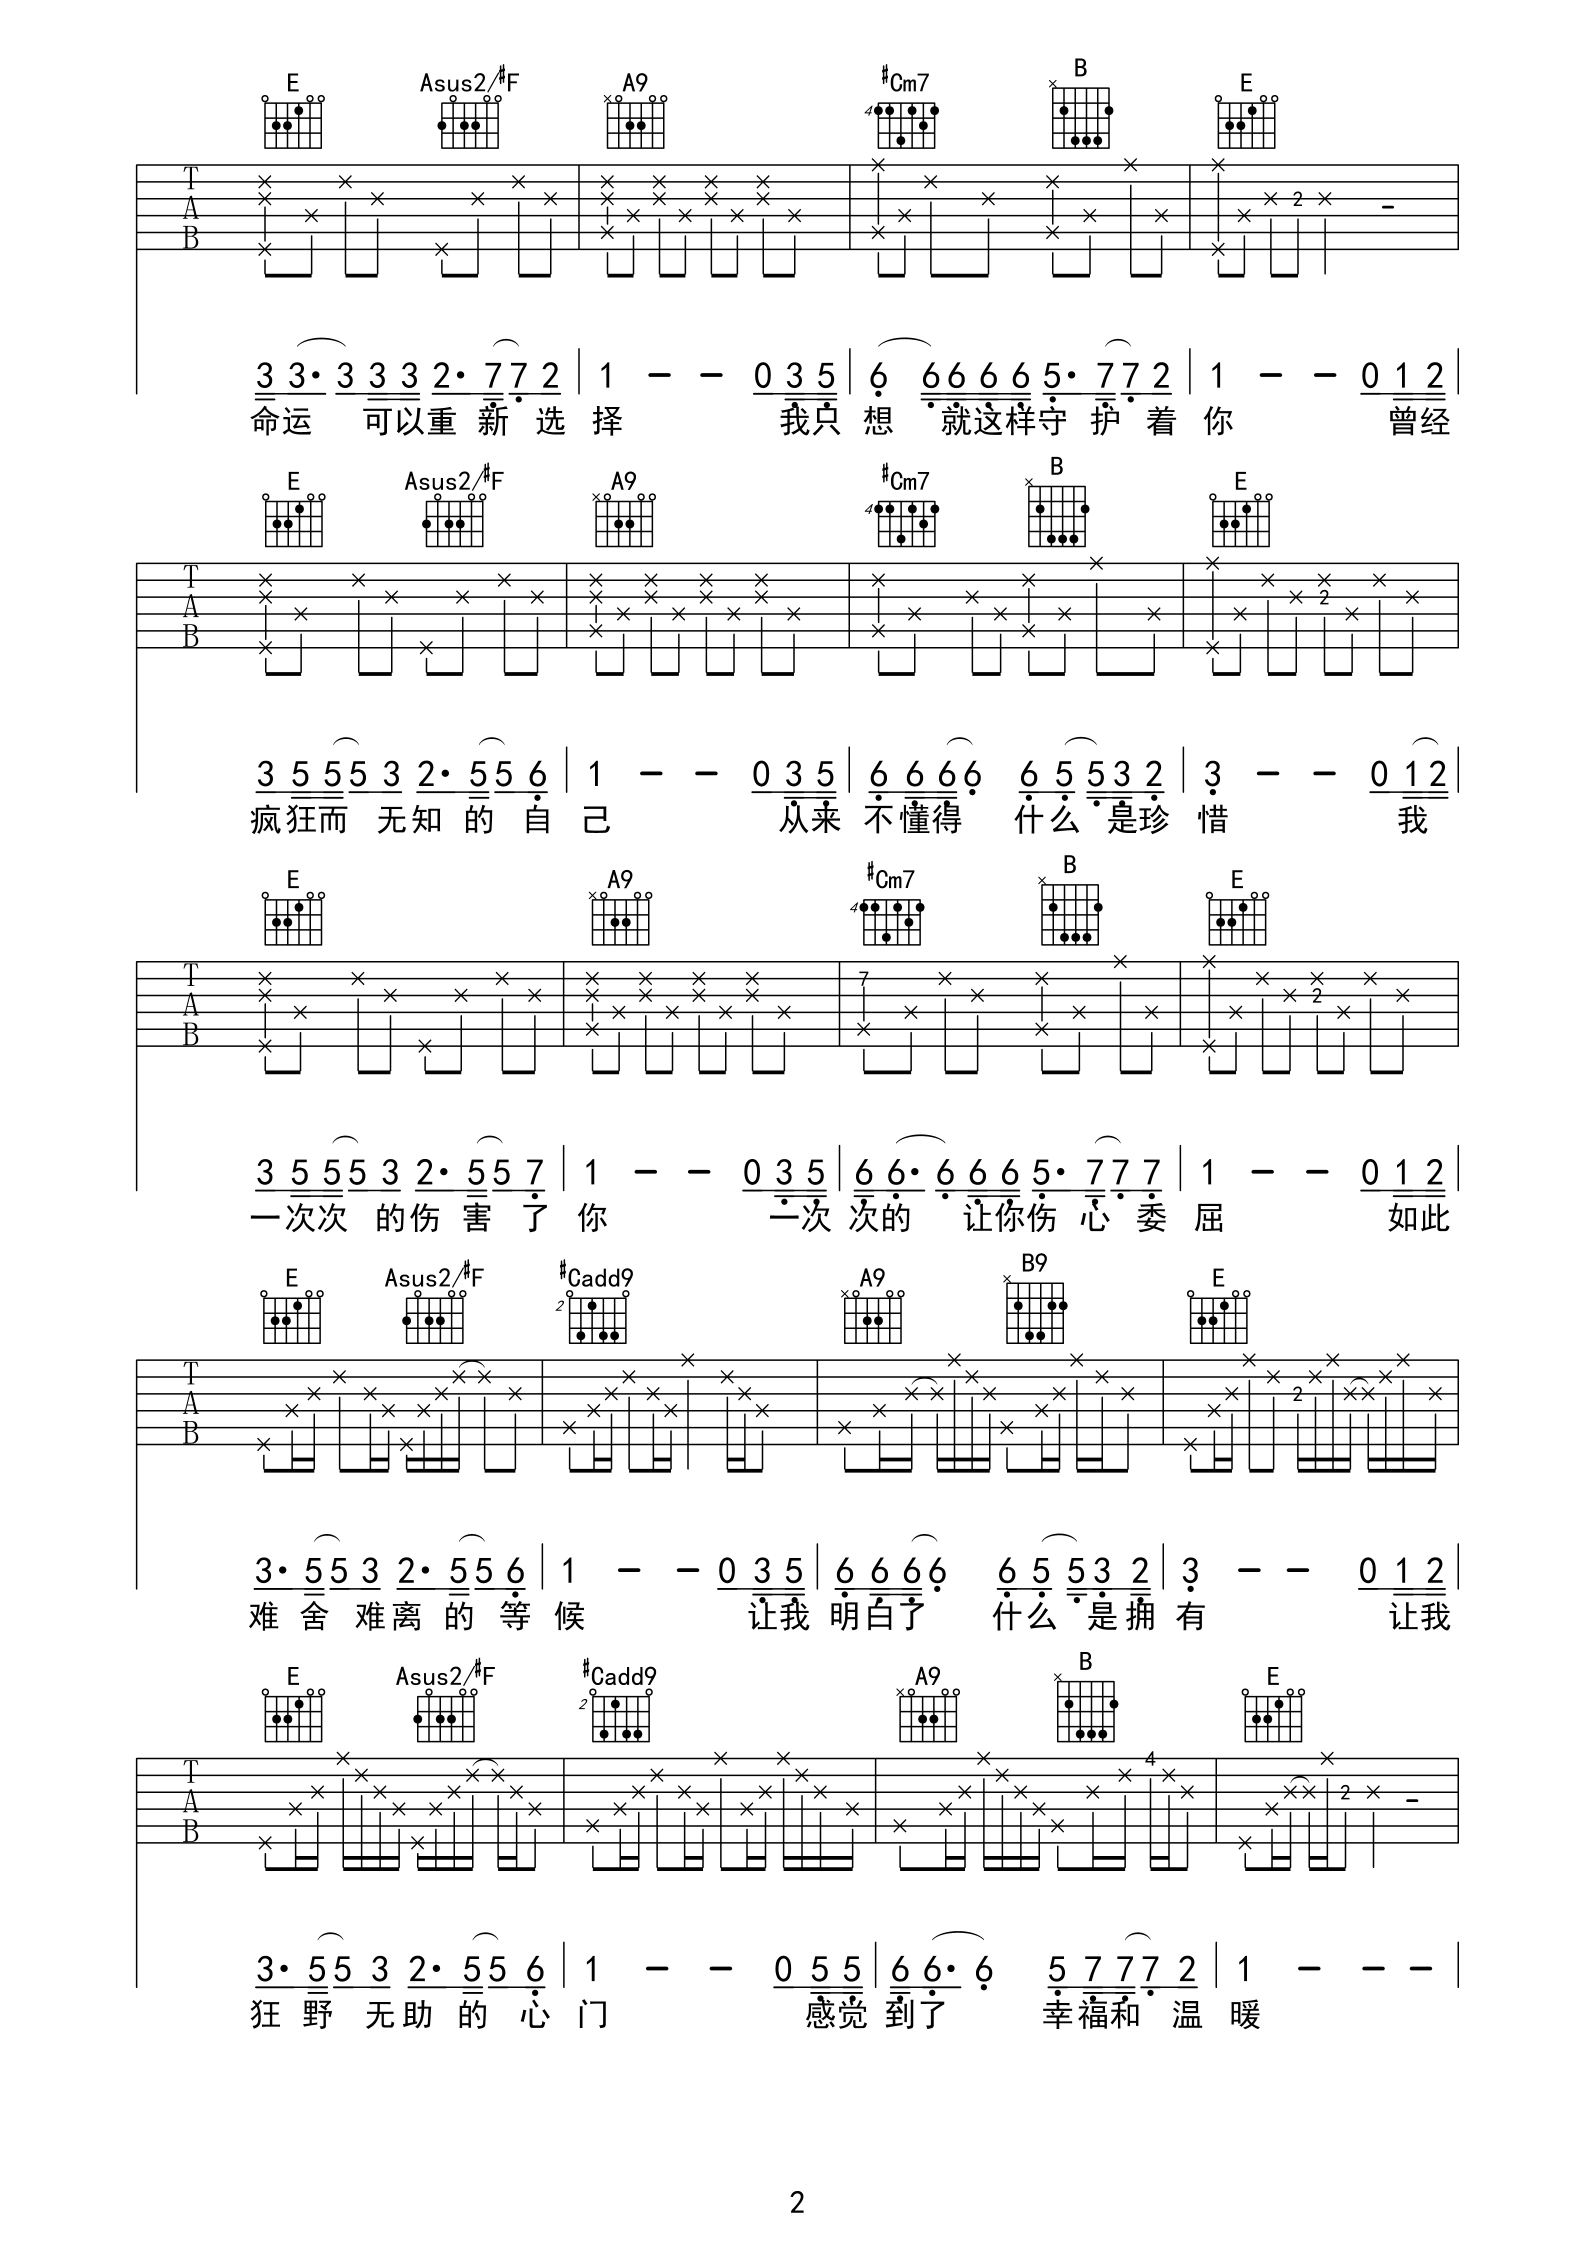 E Asus2/#F A9 #Cm7 B E
4
T
A 2 -
B
3 3· 3 3 3 2· 7 7 2 | 1 - - 0 3 5 | 6 6 6 6 6 5· 7 7 2 | 1 - - 0 1 2 |
命运 可以重新选择 我只想 就这样守护着你 曾经
E Asus2/#F A9 #Cm7 B E
4
T
A 2
B
3 5 5 5 3 2· 5 5 6 | 1 - - 0 3 5 | 6 6 6 6 6 5 5 3 2 | 3 - - 0 1 2 |
疯狂而 无知的自己 从来不懂得 什么是珍惜 我
E A9 #Cm7 B E
4
T 7
A 2
B
3 5 5 5 3 2· 5 5 7 | 1 - - 0 3 5 | 6 6· 6 6 6 5· 7 7 7 | 1 - - 0 1 2 |
一次次 的伤害了你 一次次的 让你伤心委屈 如此
E Asus2/#F #Cadd9 A9 B9 E
2
T
A 2
B
3· 5 5 3 2· 5 5 6 | 1 - - 0 3 5 | 6 6 6 6 6 5 5 3 2 | 3 - - 0 1 2 |
难舍难离的等候 让我明白了 什么是拥有 让我
E Asus2/#F #Cadd9 A9 B E
2
T 4
A 2 -
B
3· 5 5 3 2· 5 5 6 | 1 - - 0 5 5 | 6 6· 6 5 7 7 7 2 | 1 - - - |
狂野无助的心门 感觉到了 幸福和温暖
2